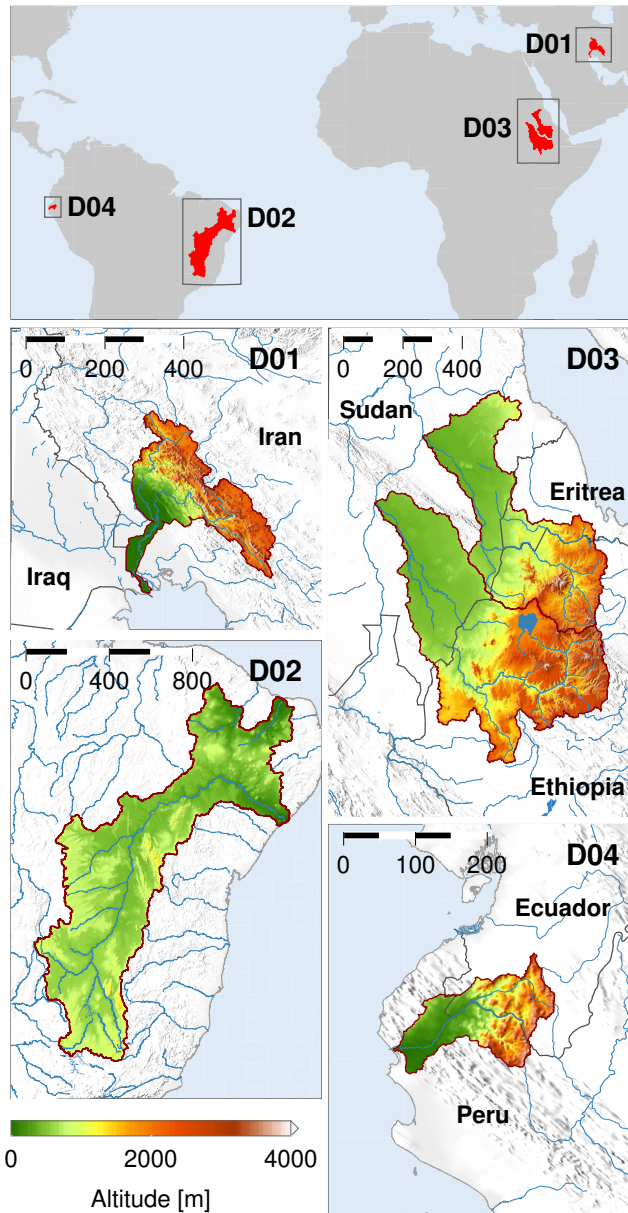 D01
D03
D04
D02
D01
0 200 400
Iran
Iraq
D03
0 200 400
Sudan
Eritrea
Ethiopia
D02
0 400 800
D04
0 100 200
Ecuador
Peru
0 2000 4000
Altitude [m]